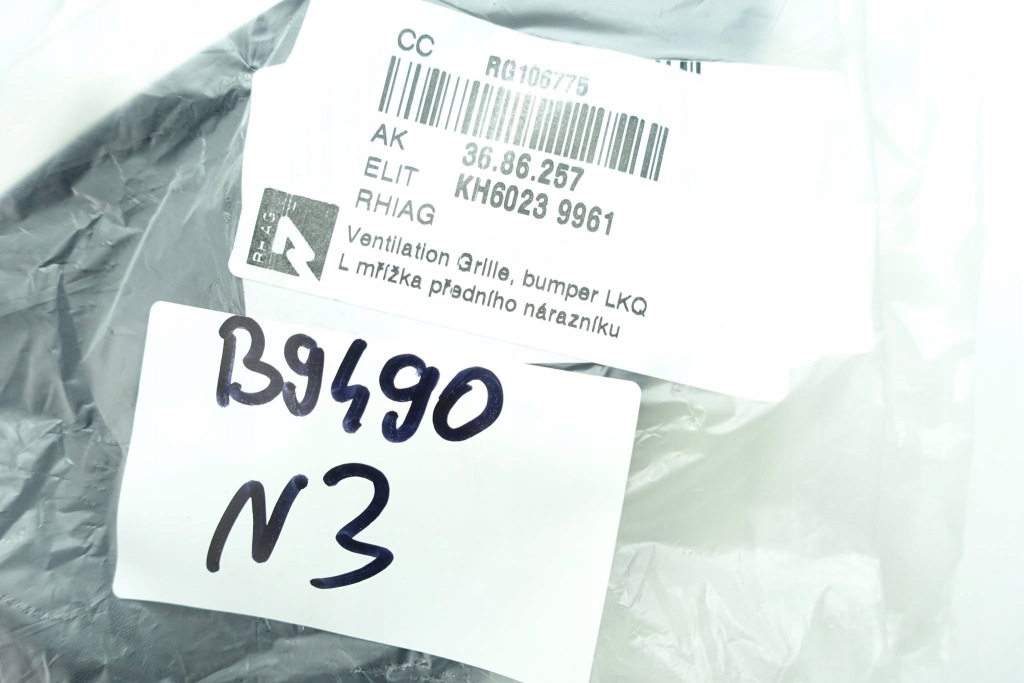 CC
RG106775
AK 36.86.257
ELIT KH6023 9961
RHIAG
RHIAG
Ventilation Grille, bumper LKQ
L mřížka předního nárazníku
B9490
N3